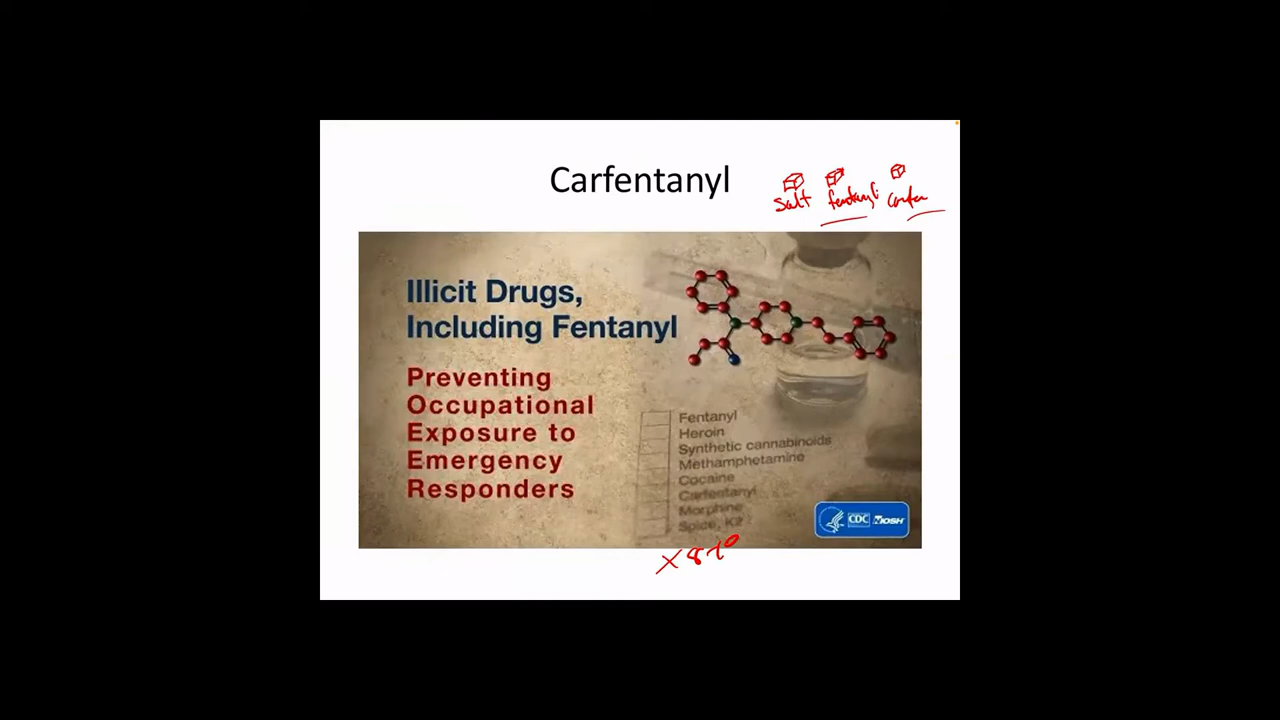 Carfentanyl
Salt fentanyl carfen
Illicit Drugs,
Including Fentanyl
Preventing
Occupational
Exposure to
Emergency
Responders
Fentanyl
Heroin
Synthetic cannabinoids
Methamphetamine
Cocaine
Carfentanyl
Morphine
Spice, K2
CDC NIOSH